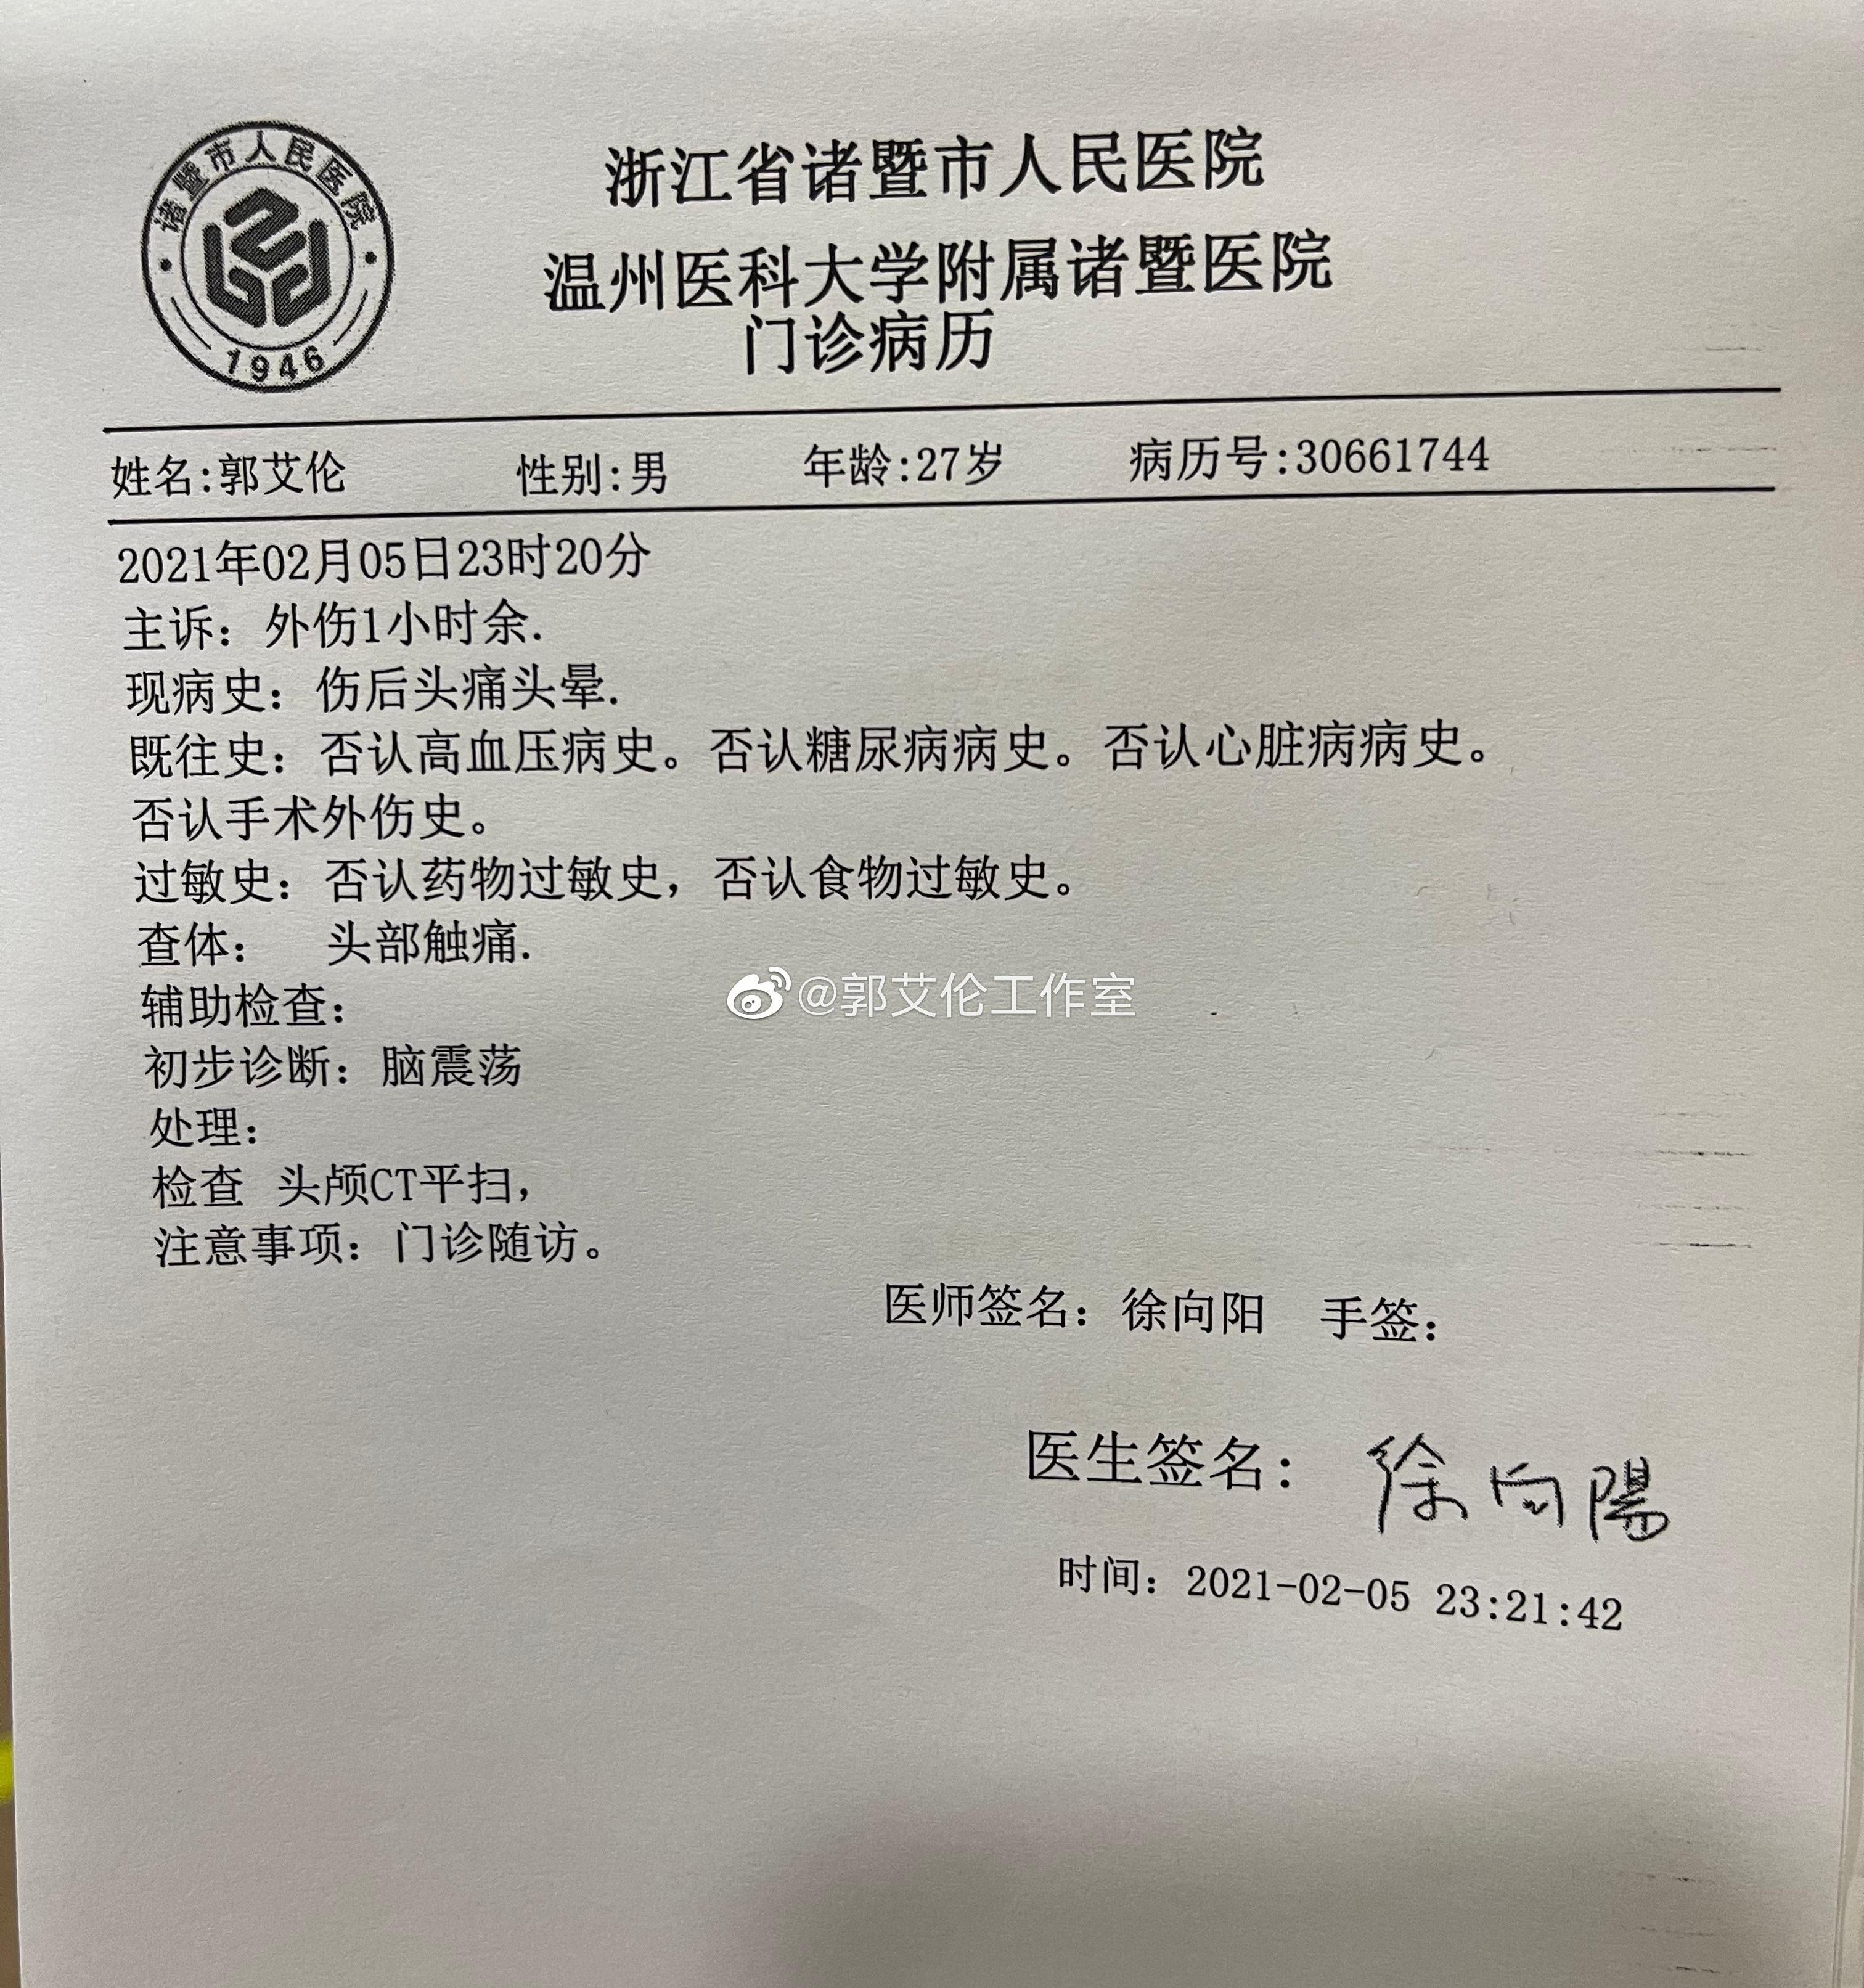 诸暨市人民医院
1946
浙江省诸暨市人民医院
温州医科大学附属诸暨医院
门诊病历
姓名:郭艾伦 性别:男 年龄:27岁 病历号:30661744
2021年02月05日23时20分
主诉：外伤1小时余.
现病史：伤后头痛头晕.
既往史：否认高血压病史。否认糖尿病病史。否认心脏病病史。
否认手术外伤史。
过敏史：否认药物过敏史，否认食物过敏史。
查体： 头部触痛.
@郭艾伦工作室
辅助检查：
初步诊断：脑震荡
处理：
检查 头颅CT平扫，
注意事项：门诊随访。
医师签名：徐向阳 手签：
医生签名：徐向陽
时间：2021-02-05 23:21:42